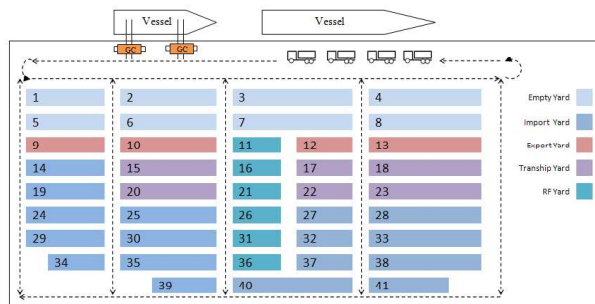 Vessel
Vessel
GC
GC
1 2 3 4
5 6 7 8
9 10 11 12 13
14 15 16 17 18
19 20 21 22 23
24 25 26 27 28
29 30 31 32 33
34 35 36 37 38
39 40 41
Empty Yard
Import Yard
Export Yard
Tranship Yard
RF Yard